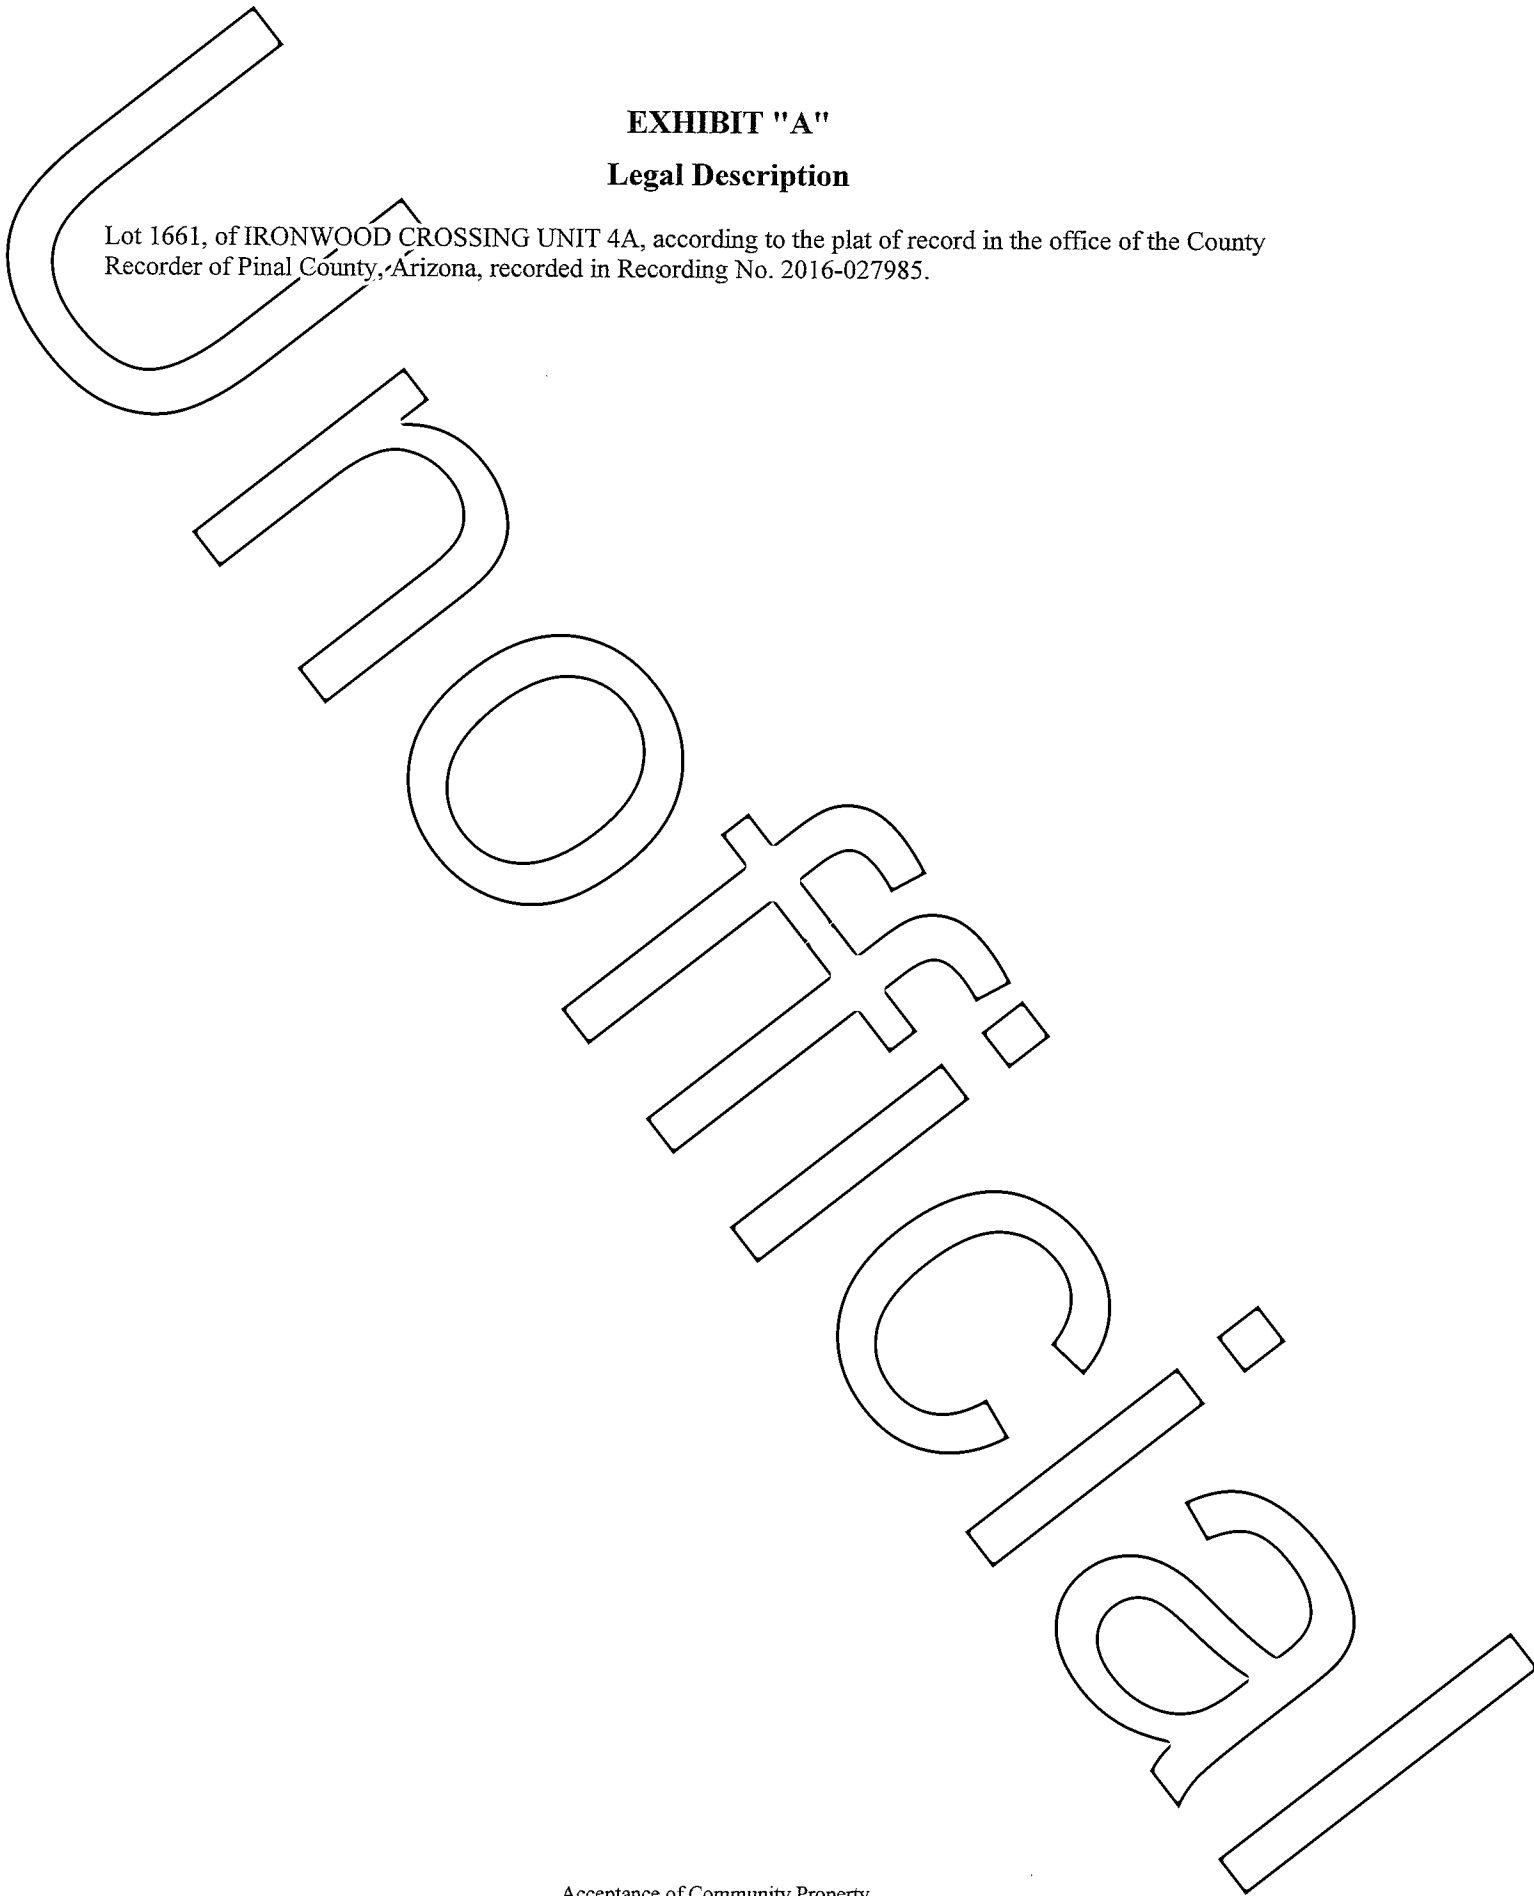 EXHIBIT "A"
Legal Description
Lot 1661, of IRONWOOD CROSSING UNIT 4A, according to the plat of record in the office of the County
Recorder of Pinal County, Arizona, recorded in Recording No. 2016-027985.
Unofficial
Acceptance of Community Property